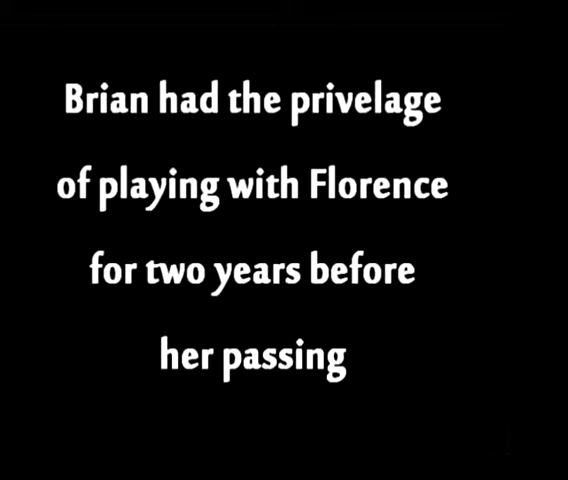 Brian had the privelage
of playing with Florence
for two years before
her passing